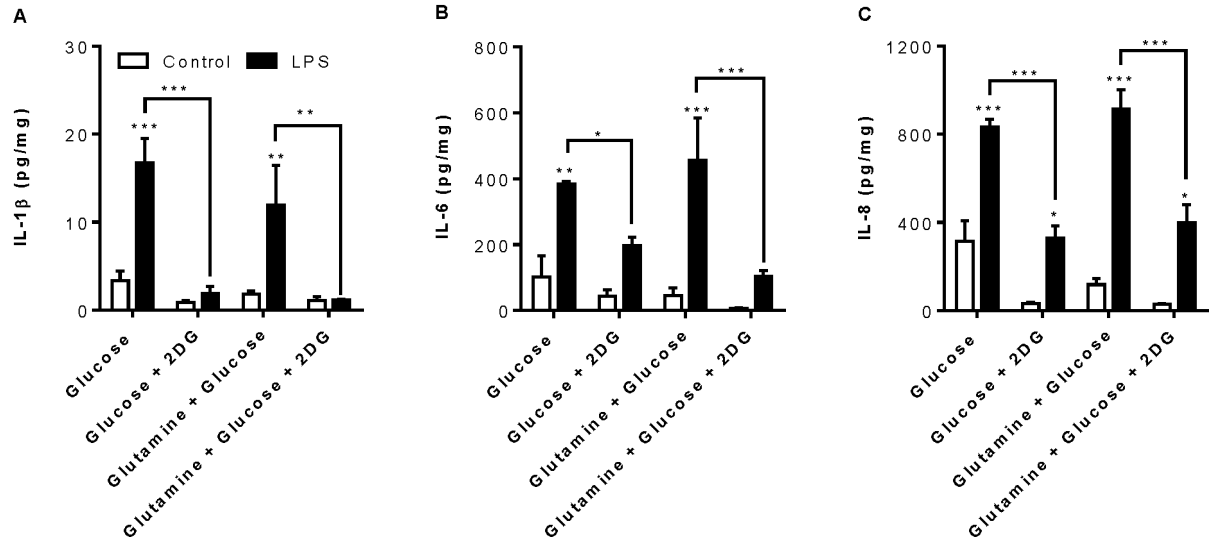 A
IL-1β (pg/mg)
30
20
10
0
Control
LPS
***
***
**
**
Glucose
Glucose + 2DG
Glutamine + Glucose
Glutamine + Glucose + 2DG
B
IL-6 (pg/mg)
800
600
400
200
0
**
*
***
***
Glucose
Glucose + 2DG
Glutamine + Glucose
Glutamine + Glucose + 2DG
C
IL-8 (pg/mg)
1200
800
400
0
***
***
*
***
***
*
Glucose
Glucose + 2DG
Glutamine + Glucose
Glutamine + Glucose + 2DG